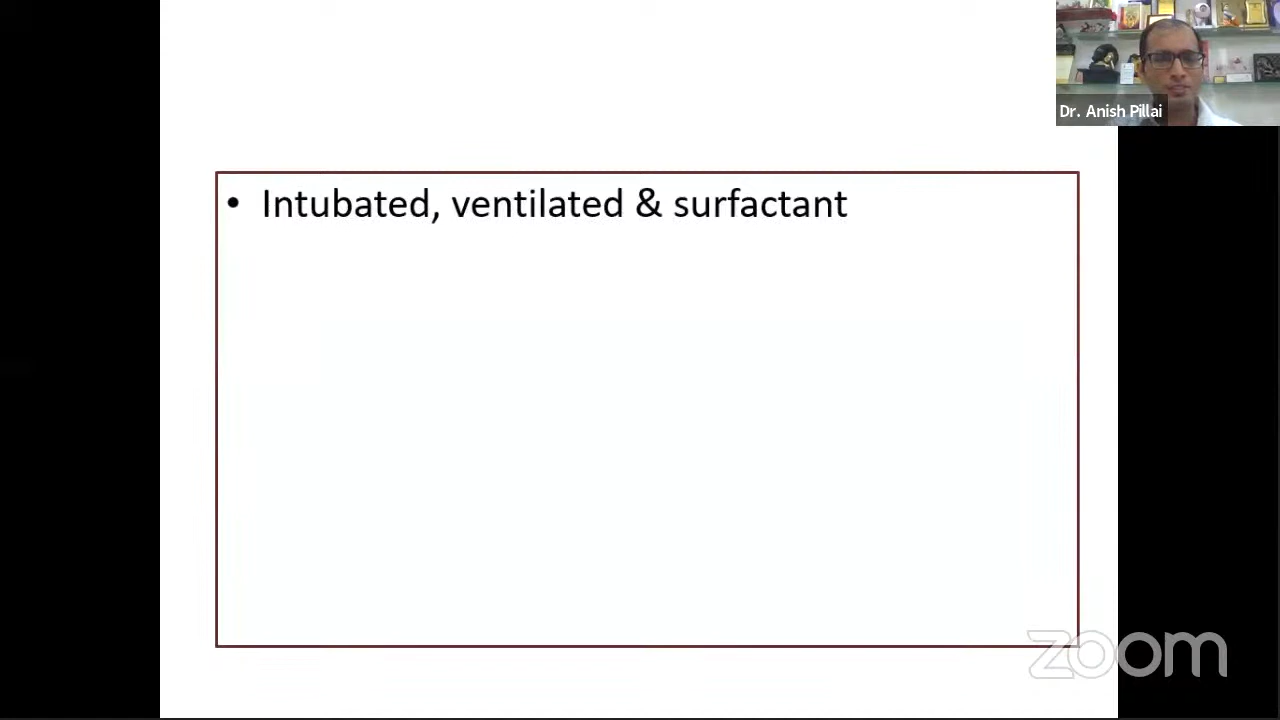 Dr. Anish Pillai
• Intubated, ventilated & surfactant
zoom